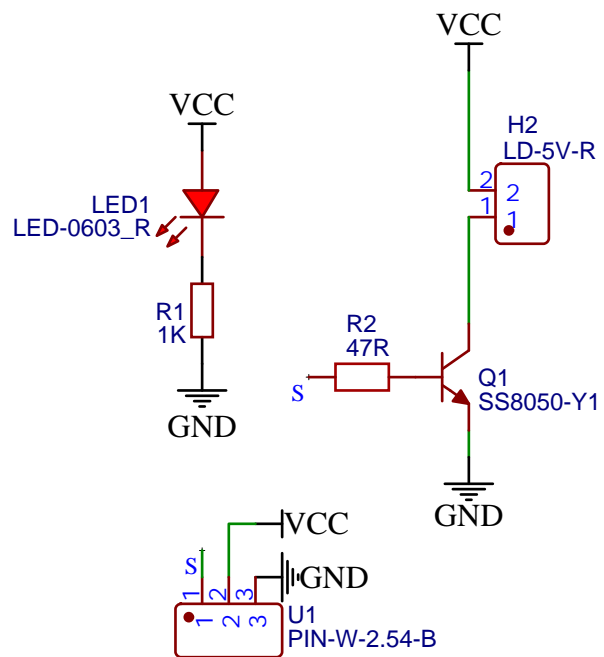 VCC
LED1
LED-0603_R
R1
1K
GND
VCC
H2
LD-5V-R
2
2
1
1
R2
47R
S
Q1
SS8050-Y1
GND
VCC
GND
S
1
2
3
1
2
3
U1
PIN-W-2.54-B